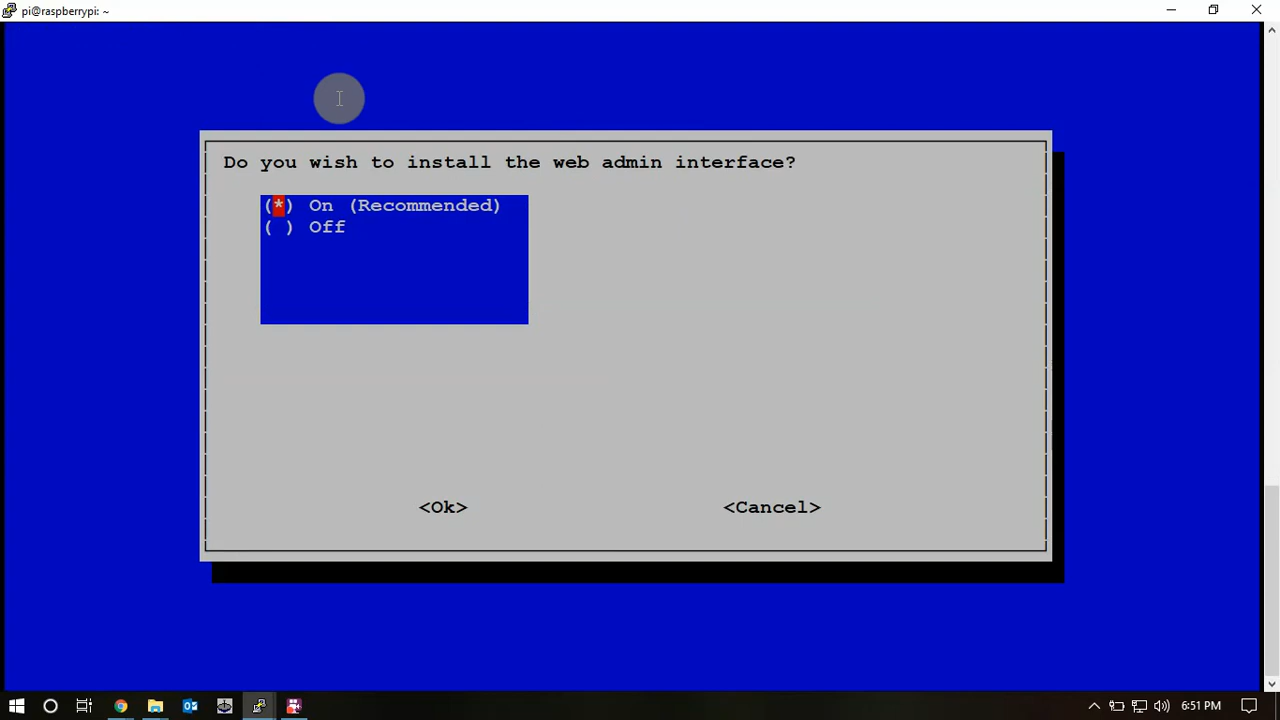 pi@raspberrypi: ~
Do you wish to install the web admin interface?
(*) On (Recommended)
( ) Off
<Ok> <Cancel>
6:51 PM